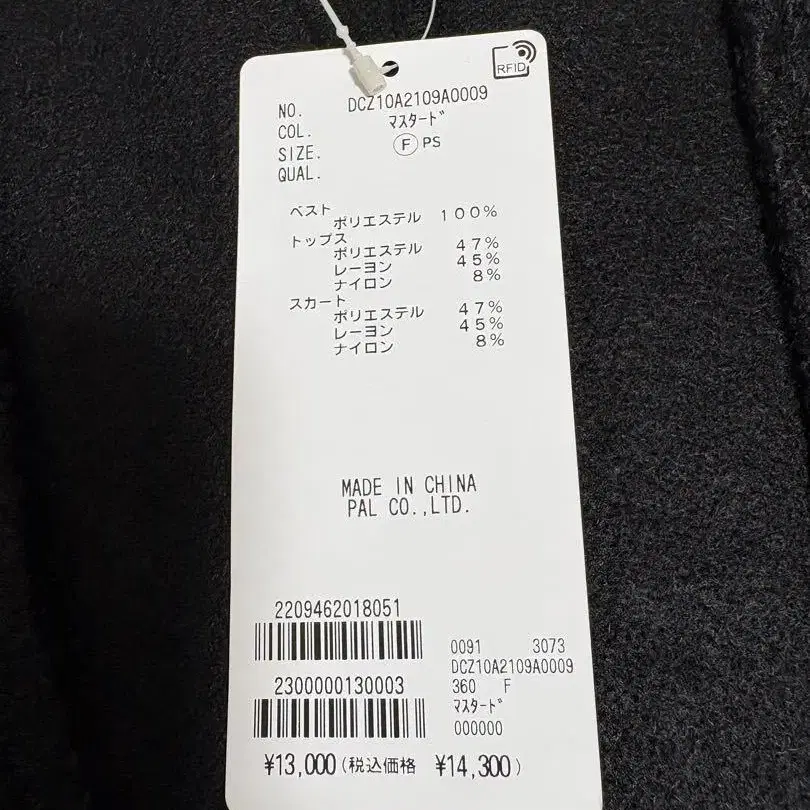 RFID
NO. DCZ10A2109A0009
COL. ﾏｽﾀｰﾄﾞ
SIZE. Ⓕ PS
QUAL.
ベスト
ポリエステル 100%
トップス
ポリエステル 47%
レーヨン 45%
ナイロン 8%
スカート
ポリエステル 47%
レーヨン 45%
ナイロン 8%
MADE IN CHINA
PAL CO.,LTD.
2209462018051
0091 3073
DCZ10A2109A0009
2300000130003
360 F
ﾏｽﾀｰﾄﾞ
000000
¥13,000(税込価格 ¥14,300)